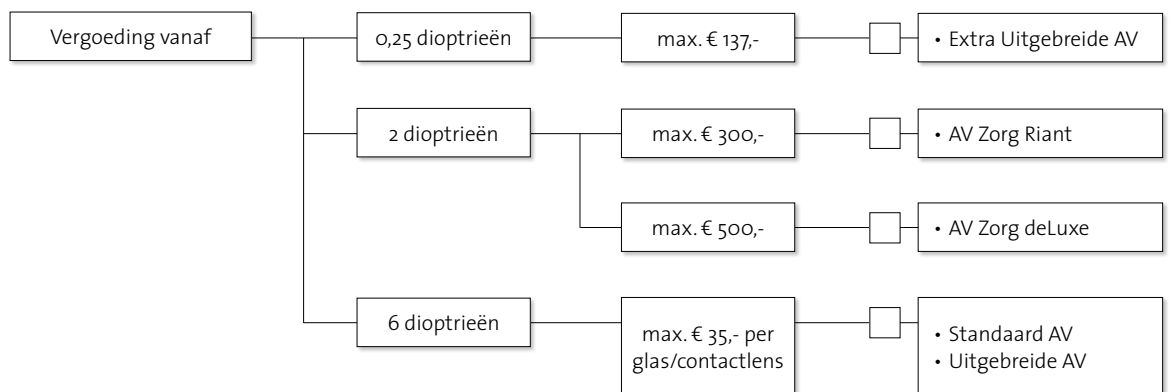 Vergoeding vanaf
0,25 dioptrieën
max. € 137,-
• Extra Uitgebreide AV
2 dioptrieën
max. € 300,-
• AV Zorg Riant
max. € 500,-
• AV Zorg deLuxe
6 dioptrieën
max. € 35,- per
glas/contactlens
• Standaard AV
• Uitgebreide AV